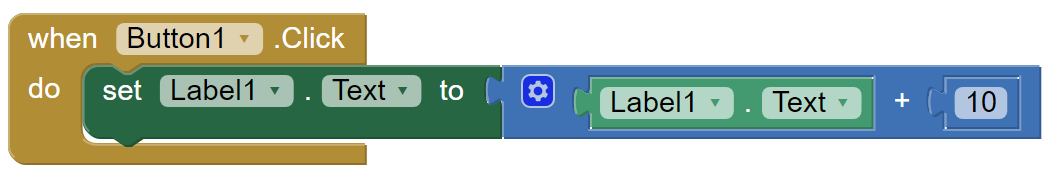 when Button1 .Click
do set Label1 . Text to Label1 . Text + 10